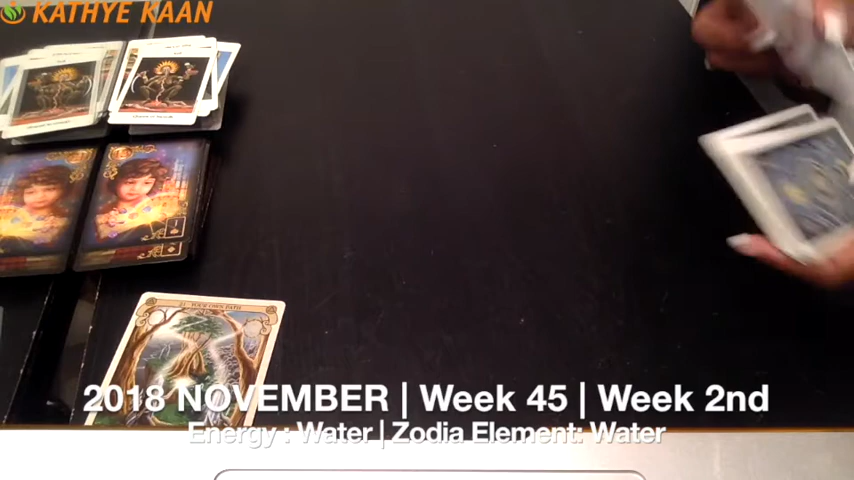 KATHYE KAAN
2018 NOVEMBER | Week 45 | Week 2nd
Energy : Water | Zodia Element: Water